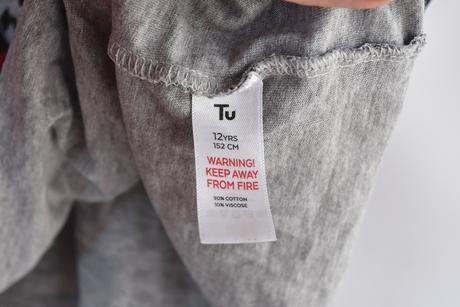 Tu
12YRS
152 CM
WARNING!
KEEP AWAY
FROM FIRE
90% COTTON
10% VISCOSE